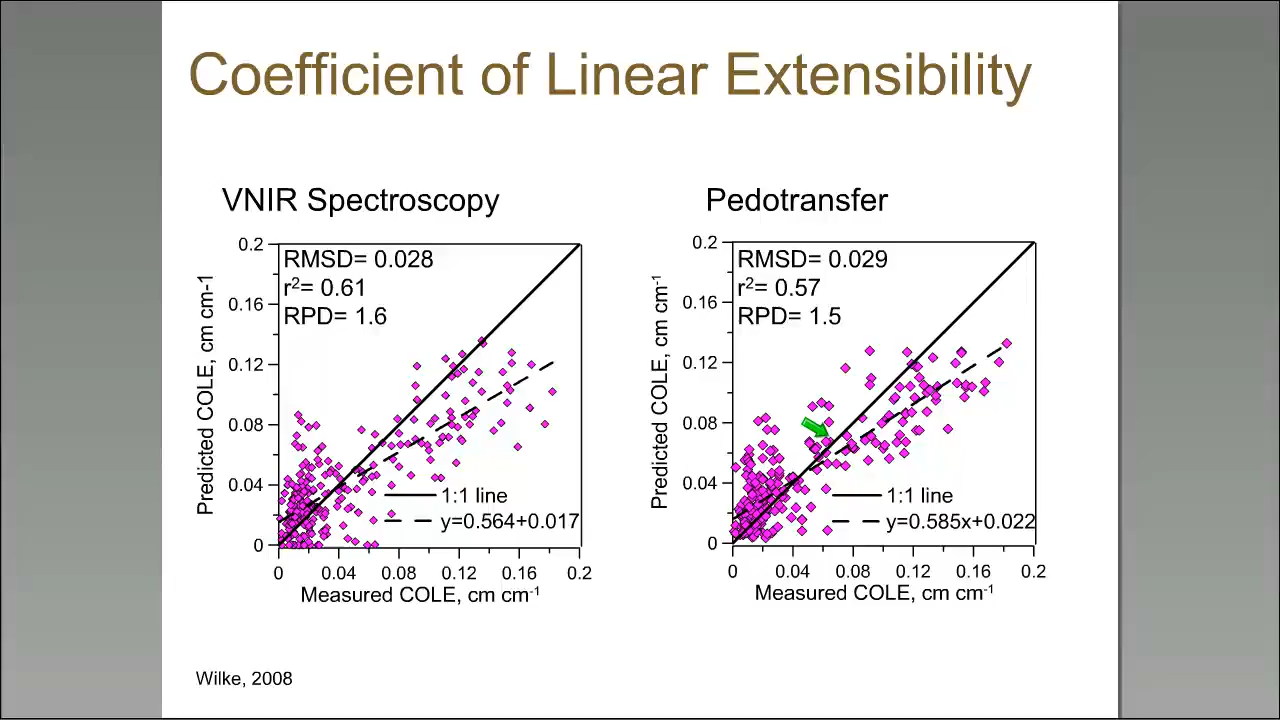 Coefficient of Linear Extensibility
VNIR Spectroscopy
0.2
0.16
0.12
0.08
0.04
0
Predicted COLE, cm cm-1
RMSD= 0.028
r²= 0.61
RPD= 1.6
1:1 line
y=0.564+0.017
0 0.04 0.08 0.12 0.16 0.2
Measured COLE, cm cm⁻¹
Pedotransfer
0.2
0.16
0.12
0.08
0.04
0
Predicted COLE, cm cm⁻¹
RMSD= 0.029
r²= 0.57
RPD= 1.5
1:1 line
y=0.585x+0.022
0 0.04 0.08 0.12 0.16 0.2
Measured COLE, cm cm⁻¹
Wilke, 2008